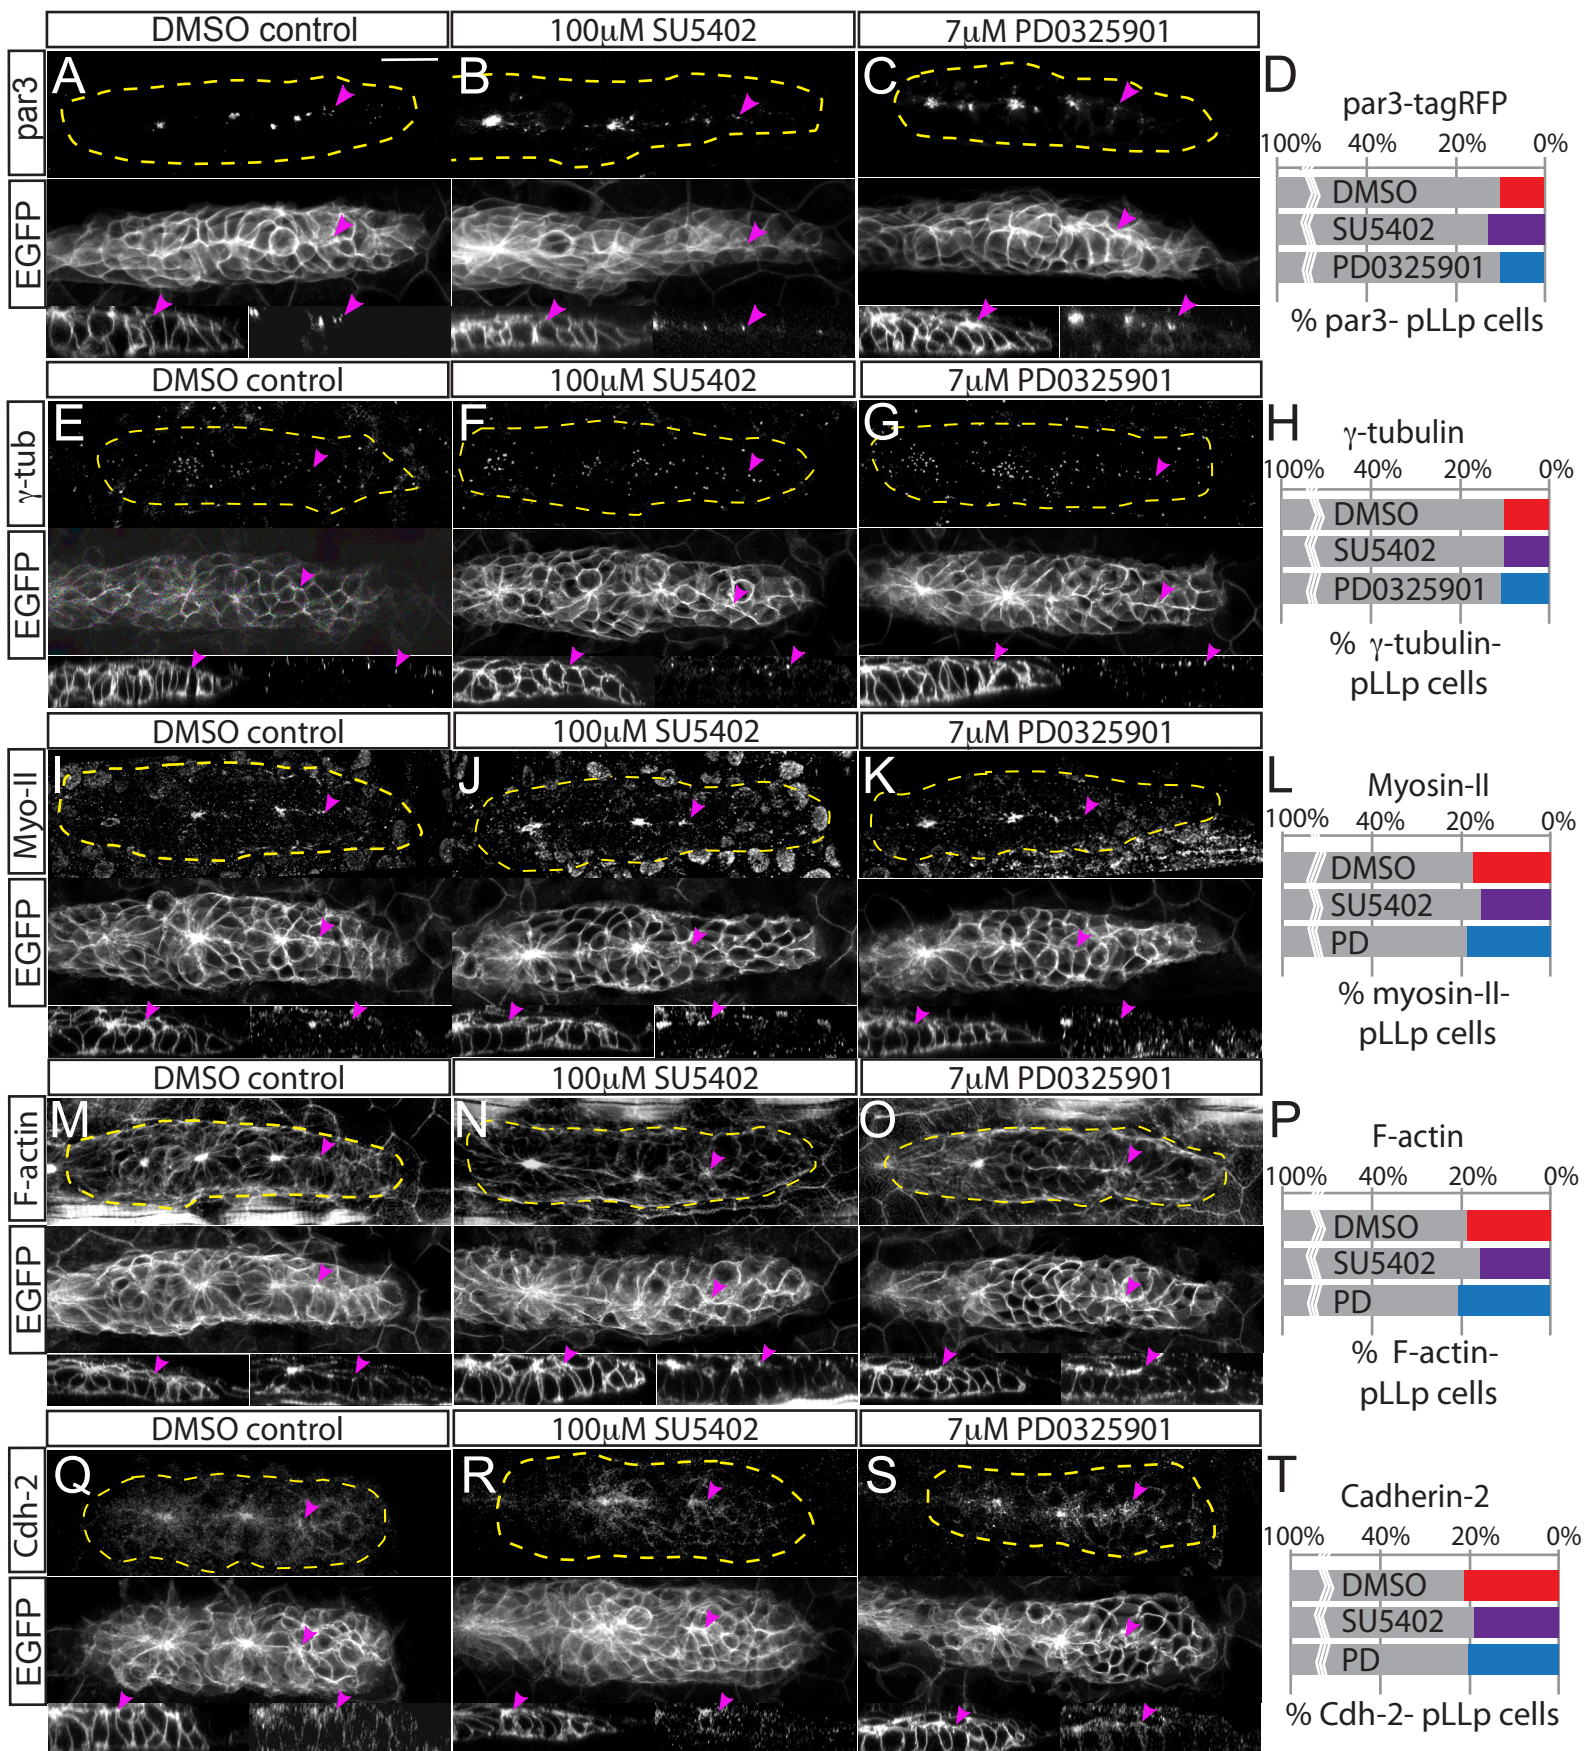 DMSO control 100µM SU5402 7µM PD0325901
par3 A B C
EGFP
D
par3-tagRFP
100% 40% 20% 0%
DMSO
SU5402
PD0325901
% par3- pLLp cells
DMSO control 100µM SU5402 7µM PD0325901
γ-tub E F G
EGFP
H
γ-tubulin
100% 40% 20% 0%
DMSO
SU5402
PD0325901
% γ-tubulin-
pLLp cells
DMSO control 100µM SU5402 7µM PD0325901
Myo-II I J K
EGFP
L
Myosin-II
100% 40% 20% 0%
DMSO
SU5402
PD
% myosin-II-
pLLp cells
DMSO control 100µM SU5402 7µM PD0325901
F-actin M N O
EGFP
P
F-actin
100% 40% 20% 0%
DMSO
SU5402
PD
% F-actin-
pLLp cells
DMSO control 100µM SU5402 7µM PD0325901
Cdh-2 Q R S
EGFP
T
Cadherin-2
100% 40% 20% 0%
DMSO
SU5402
PD
% Cdh-2- pLLp cells